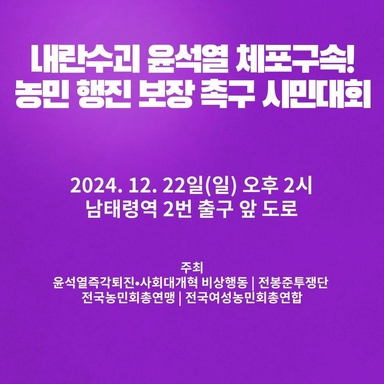 내란수괴 윤석열 체포구속!
농민 행진 보장 촉구 시민대회
2024. 12. 22일(일) 오후 2시
남태령역 2번 출구 앞 도로
주최
윤석열즉각퇴진•사회대개혁 비상행동 | 전봉준투쟁단
전국농민회총연맹 | 전국여성농민회총연합